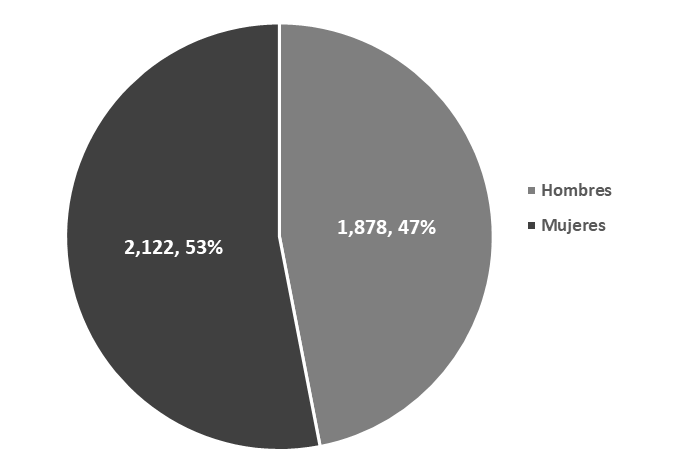 1,878, 47%
2,122, 53%
Hombres
Mujeres